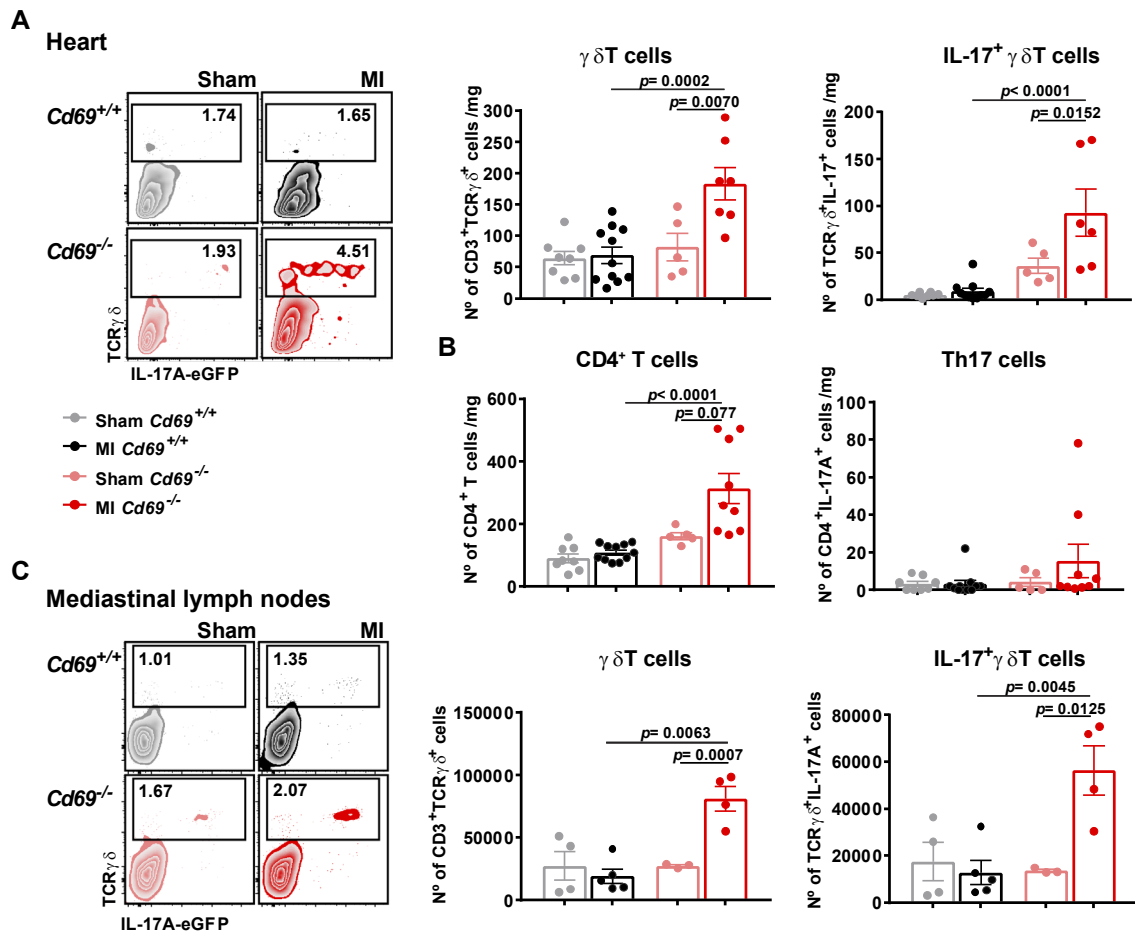 A
Heart
Sham MI
Cd69+/+
1.74
1.65
Cd69-/-
1.93
4.51
TCRγδ
IL-17A-eGFP
γδT cells
p= 0.0002
p= 0.0070
Nº of CD3+TCRγδ+ cells /mg
300
250
200
150
100
50
0
IL-17+ γδT cells
p< 0.0001
p= 0.0152
Nº of TCRγδ+IL-17+ cells /mg
200
150
100
50
0
Sham Cd69+/+
MI Cd69+/+
Sham Cd69-/-
MI Cd69-/-
B
CD4+ T cells
p< 0.0001
p= 0.077
Nº of CD4+ T cells /mg
600
400
200
0
Th17 cells
Nº of CD4+IL-17A+ cells /mg
100
80
60
40
20
0
C
Mediastinal lymph nodes
Sham MI
Cd69+/+
1.01
1.35
Cd69-/-
1.67
2.07
TCRγδ
IL-17A-eGFP
γδT cells
p= 0.0063
p= 0.0007
Nº of CD3+TCRγδ+ cells
150000
100000
50000
0
IL-17+γδT cells
p= 0.0045
p= 0.0125
Nº of TCRγδ+IL-17A+ cells
80000
60000
40000
20000
0